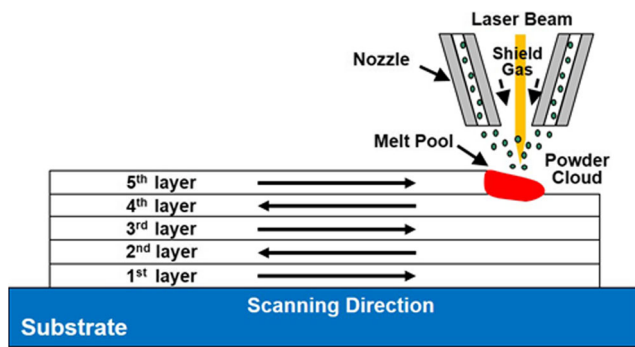 Laser Beam
Nozzle
Shield
Gas
Melt Pool
Powder
Cloud
5th layer
4th layer
3rd layer
2nd layer
1st layer
Scanning Direction
Substrate